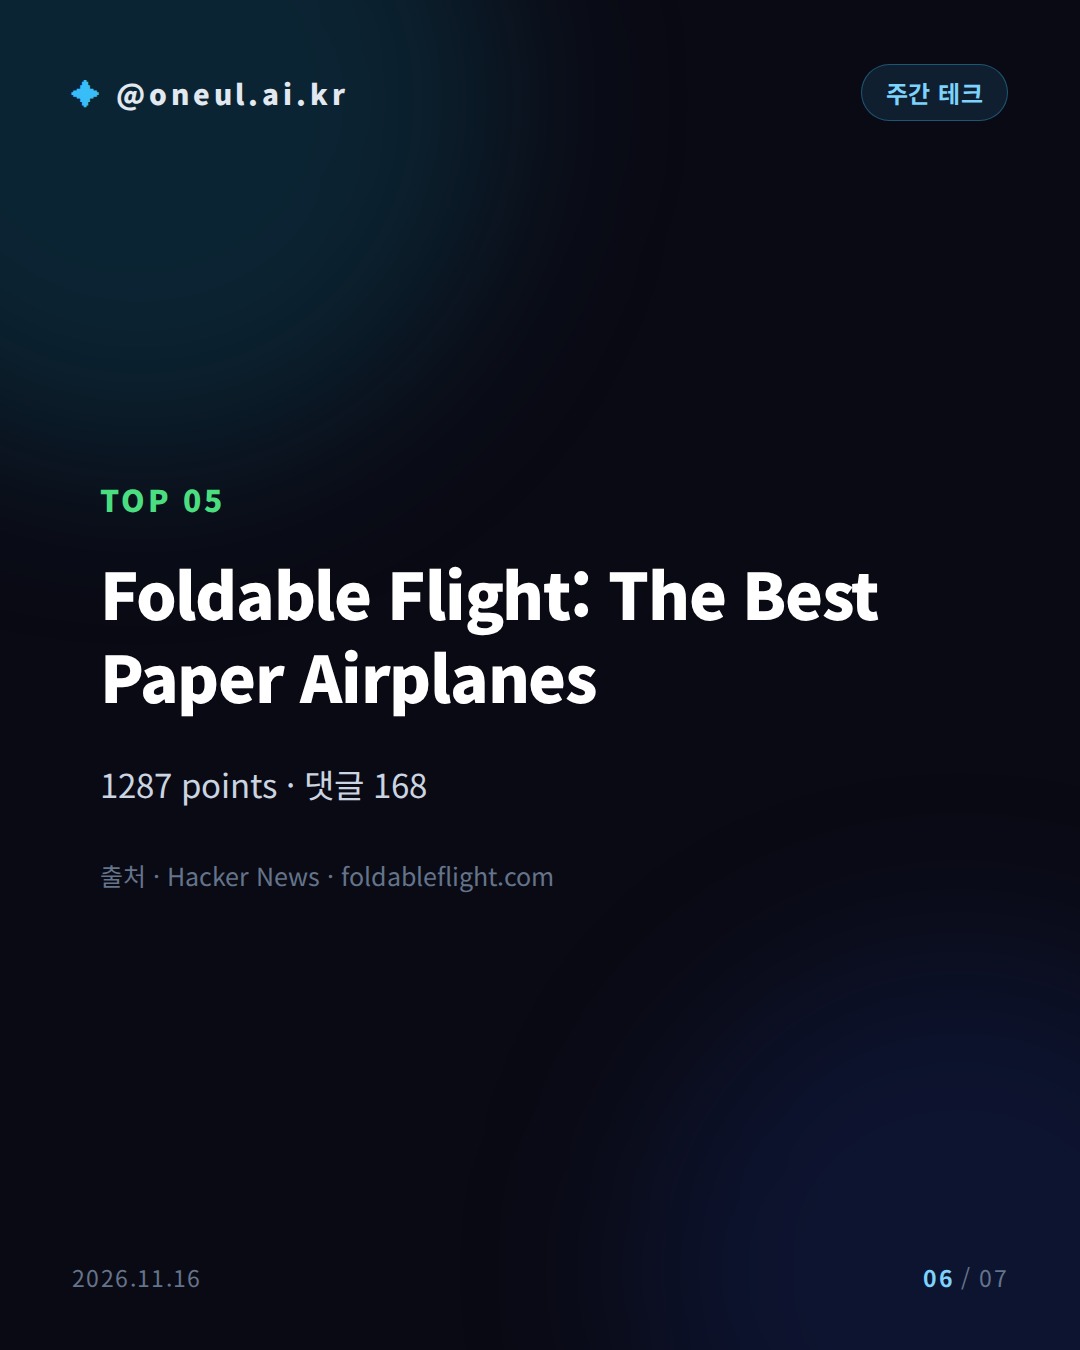 @oneul.ai.kr
주간 테크
TOP 05
Foldable Flight: The Best
Paper Airplanes
1287 points · 댓글 168
출처 · Hacker News · foldableflight.com
2026.11.16
06 / 07